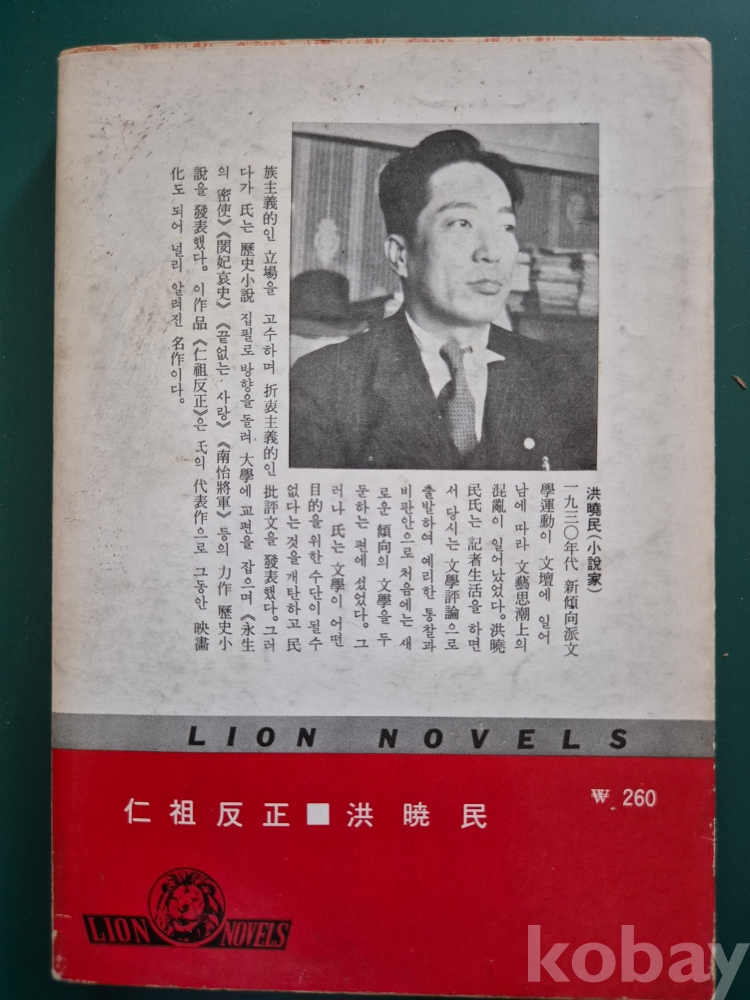 洪曉民(小說家)
一九三〇年代 新傾向派文
學運動이 文壇에 일어
남에 따라 文藝思潮上의
混亂이 일어났었다。洪曉
民氏는 記者生活을 하면
서 당시는 文學評論으로
출발하여 예리한 통찰과
비판안으로 처음에는 새
로운 傾向의 文學을 두
둔하는 편에 섰었다。그
러나 氏는 文學이 어떤
目的을 위한 수단이 될수
없다는 것을 개탄하고 民
族主義的인 立場을 고수하며 折衷主義的인 批評文을 發表했다。그러
다가 氏는 歷史小說 집필로 방향을 돌려 大學에 교편을 잡으며 《永生
의 密使》《閔妃哀史》《끝없는 사랑》《南怡將軍》 등의 力作 歷史小
說을 發表했다。이作品 《仁祖反正》은 氏의 代表作으로 그동안 映畵
化도 되어 널리 알려진 名作이다。
LION NOVELS
仁祖反正■洪曉民
₩ 260
LION NOVELS
kobay